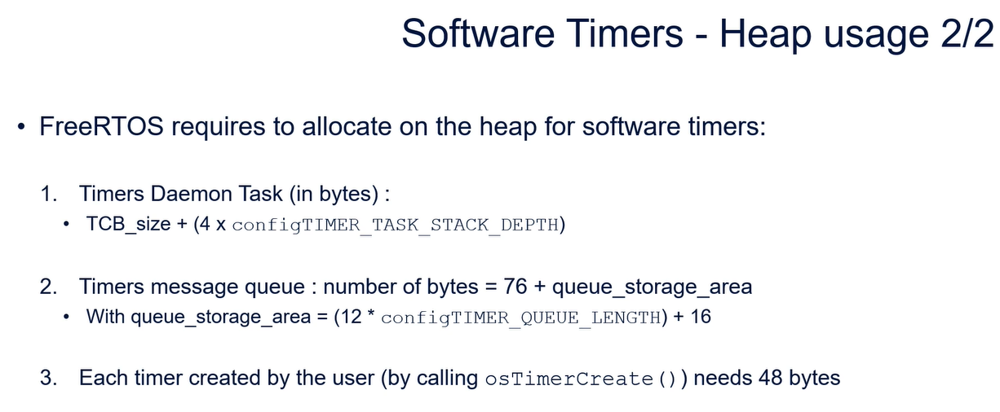 Software Timers - Heap usage 2/2
• FreeRTOS requires to allocate on the heap for software timers:
1. Timers Daemon Task (in bytes) :
• TCB_size + (4 x configTIMER_TASK_STACK_DEPTH)
2. Timers message queue : number of bytes = 76 + queue_storage_area
• With queue_storage_area = (12 * configTIMER_QUEUE_LENGTH) + 16
3. Each timer created by the user (by calling osTimerCreate()) needs 48 bytes